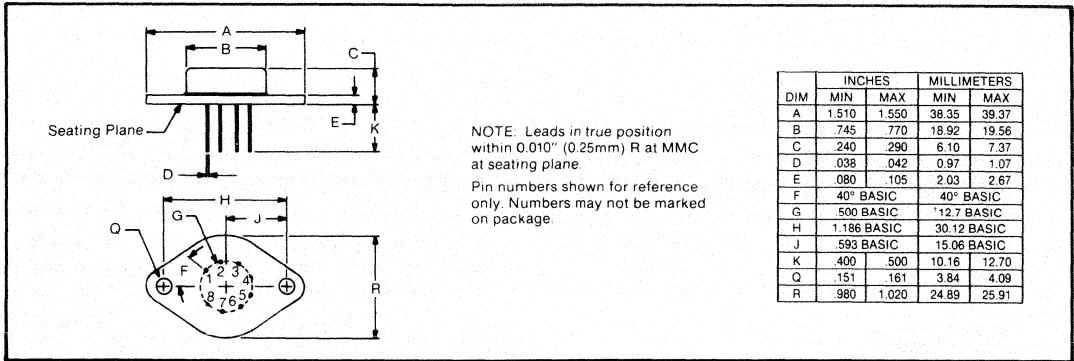 A
B
C
E
K
Seating Plane
D
H
G
J
Q
F
R
1 2 3 4 5 6 7 8
NOTE: Leads in true position
within 0.010" (0.25mm) R at MMC
at seating plane.
Pin numbers shown for reference
only. Numbers may not be marked
on package.
INCHES MILLIMETERS
DIM MIN MAX MIN MAX
A 1.510 1.550 38.35 39.37
B .745 .770 18.92 19.56
C .240 .290 6.10 7.37
D .038 .042 0.97 1.07
E .080 .105 2.03 2.67
F 40° BASIC 40° BASIC
G .500 BASIC 12.7 BASIC
H 1.186 BASIC 30.12 BASIC
J .593 BASIC 15.06 BASIC
K .400 .500 10.16 12.70
Q .151 .161 3.84 4.09
R .980 1.020 24.89 25.91